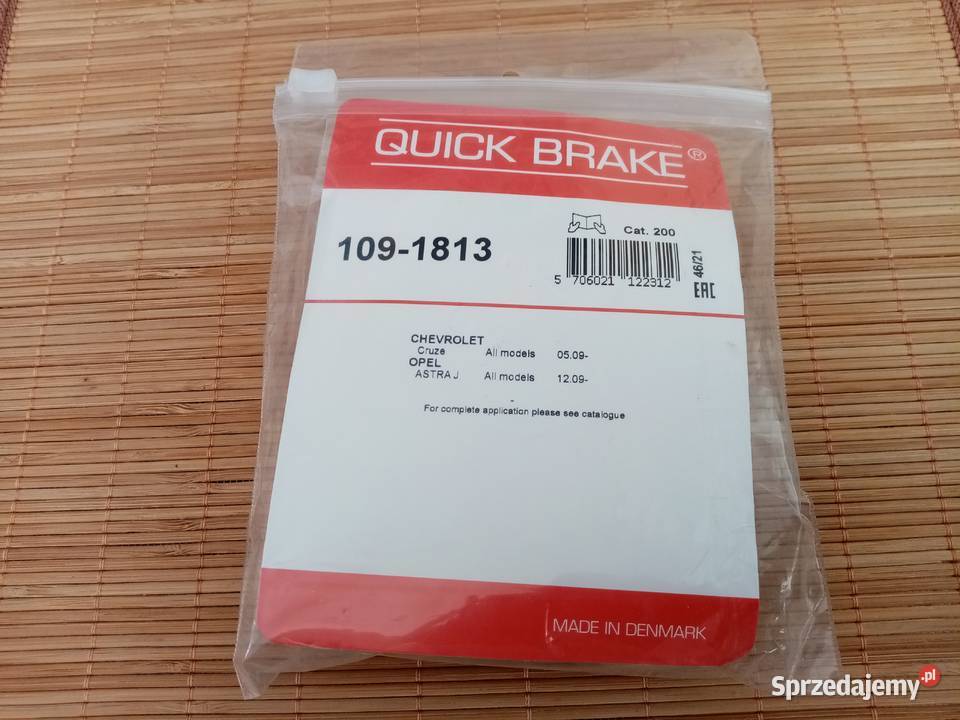 QUICK BRAKE®
109-1813
Cat. 200
5 706021 122312
46/21
EAC
CHEVROLET
Cruze All models 05.09-
OPEL
ASTRA J All models 12.09-
-
For complete application please see catalogue
MADE IN DENMARK
Sprzedajemy.pl